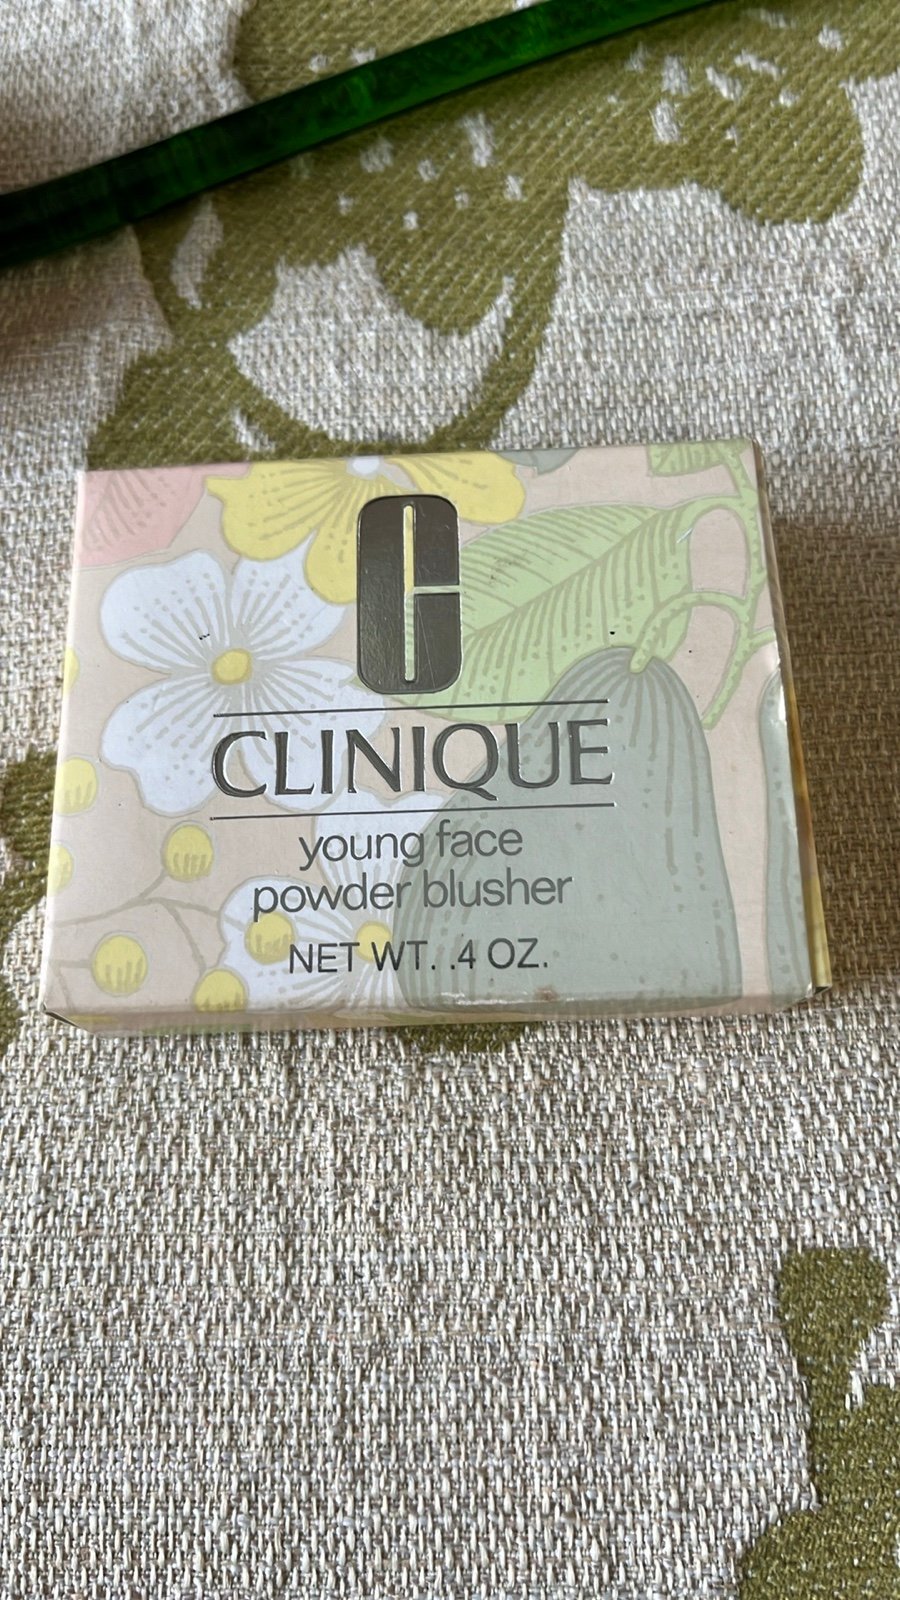 C
CLINIQUE
young face
powder blusher
NET WT. .4 OZ.